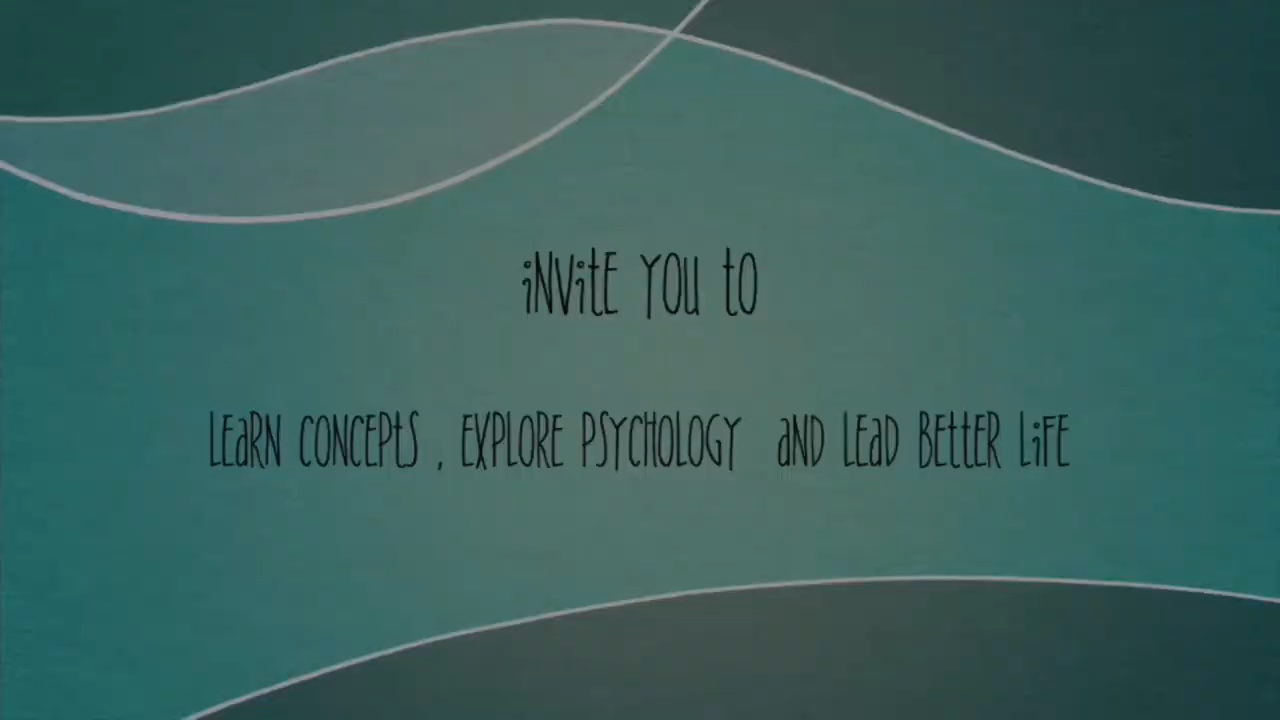 iNVitE YOU tO
LEaRN CONCEPtS , EXPLORE PSYCHOLOGY aND LEaD BEttER LiFE